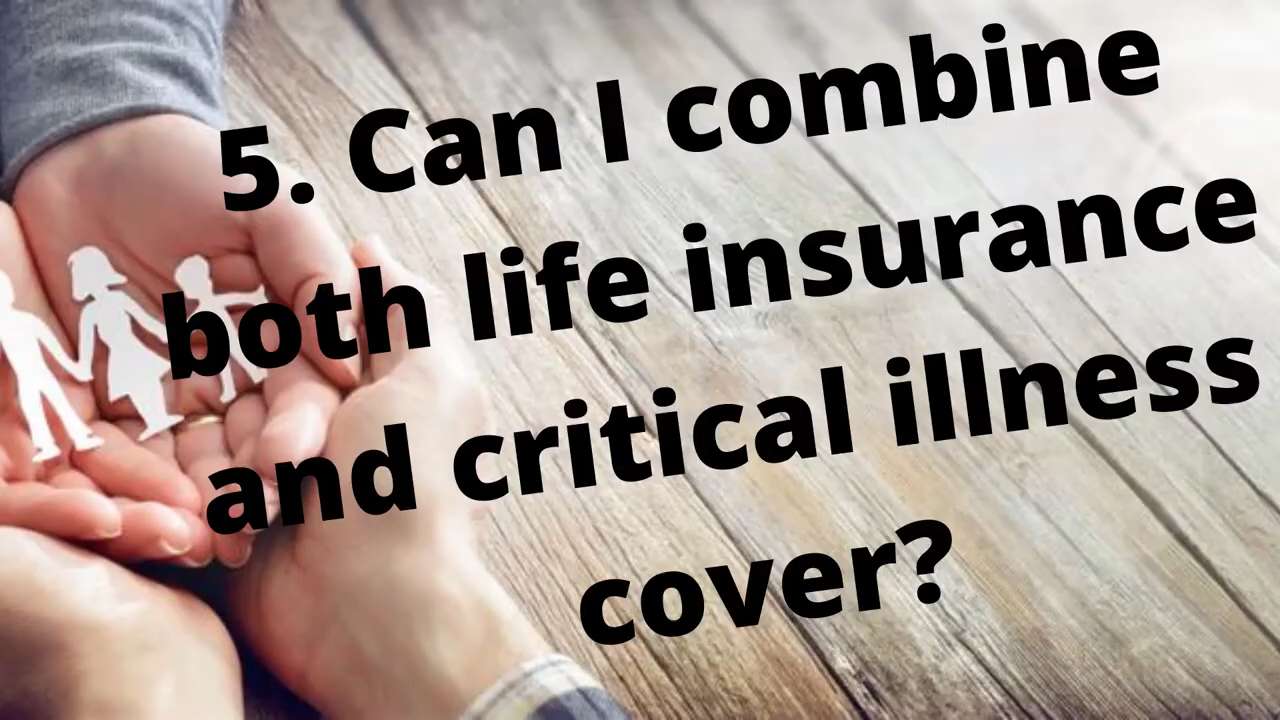 5. Can I combine
both life insurance
and critical illness
cover?